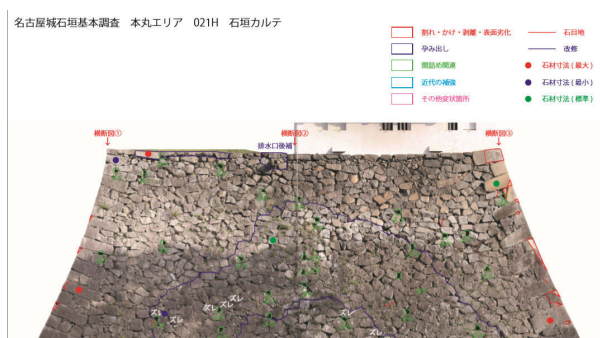 名古屋城石垣基本調査　本丸エリア　021H　石垣カルテ
割れ・かけ・剥離・表面劣化
石目地
孕み出し
改修
間詰め関連
石材寸法(最大)
近代の補強
石材寸法(最小)
その他変状箇所
石材寸法(標準)
横断図①
横断図②
横断図③
排水口後補
ズレ
ズレ
ズレ
ズレ
ズレ
ズレ
ズレ